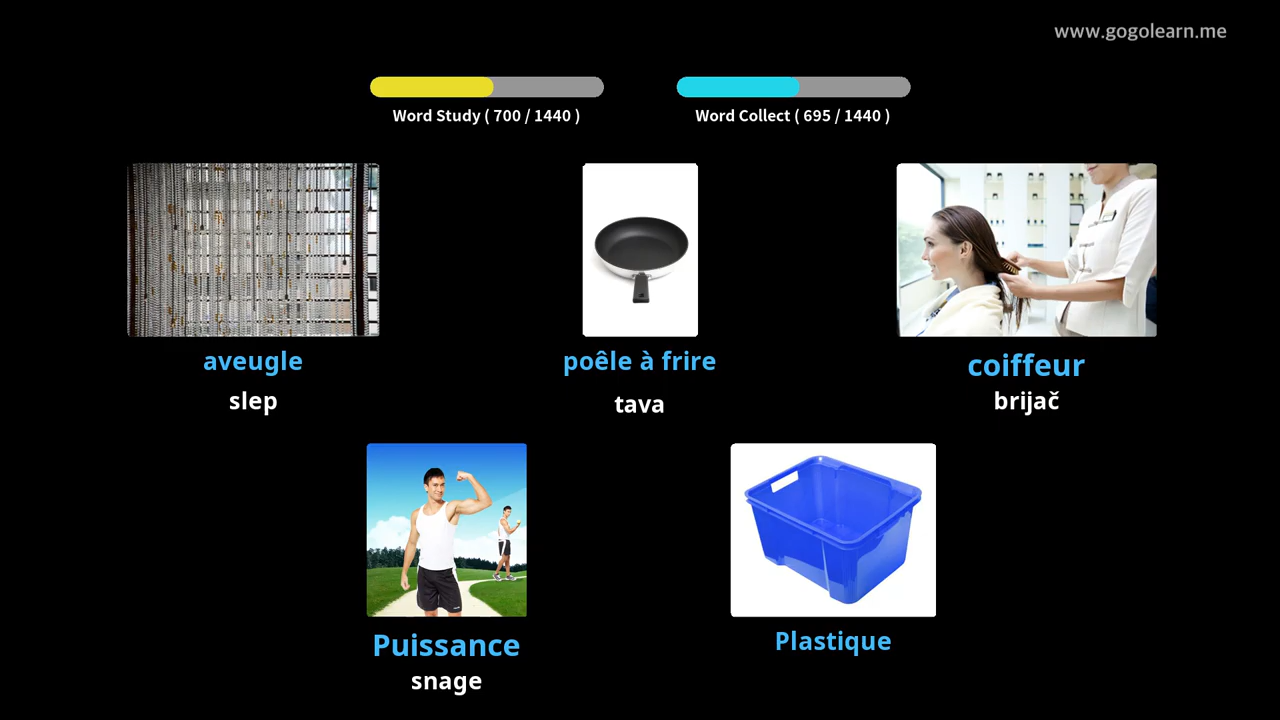 www.gogolearn.me
Word Study ( 700 / 1440 )
Word Collect ( 695 / 1440 )
aveugle
slep
poêle à frire
tava
coiffeur
brijač
Puissance
snage
Plastique